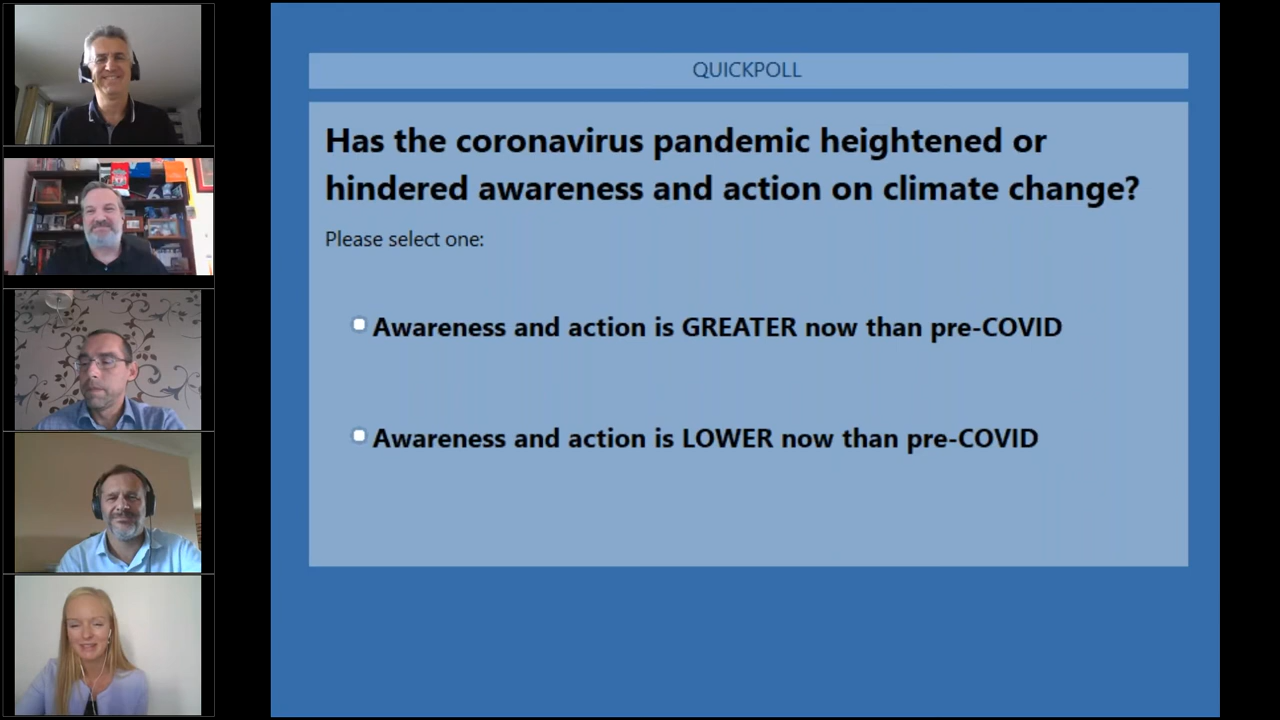 QUICKPOLL
Has the coronavirus pandemic heightened or
hindered awareness and action on climate change?
Please select one:
Awareness and action is GREATER now than pre-COVID
Awareness and action is LOWER now than pre-COVID